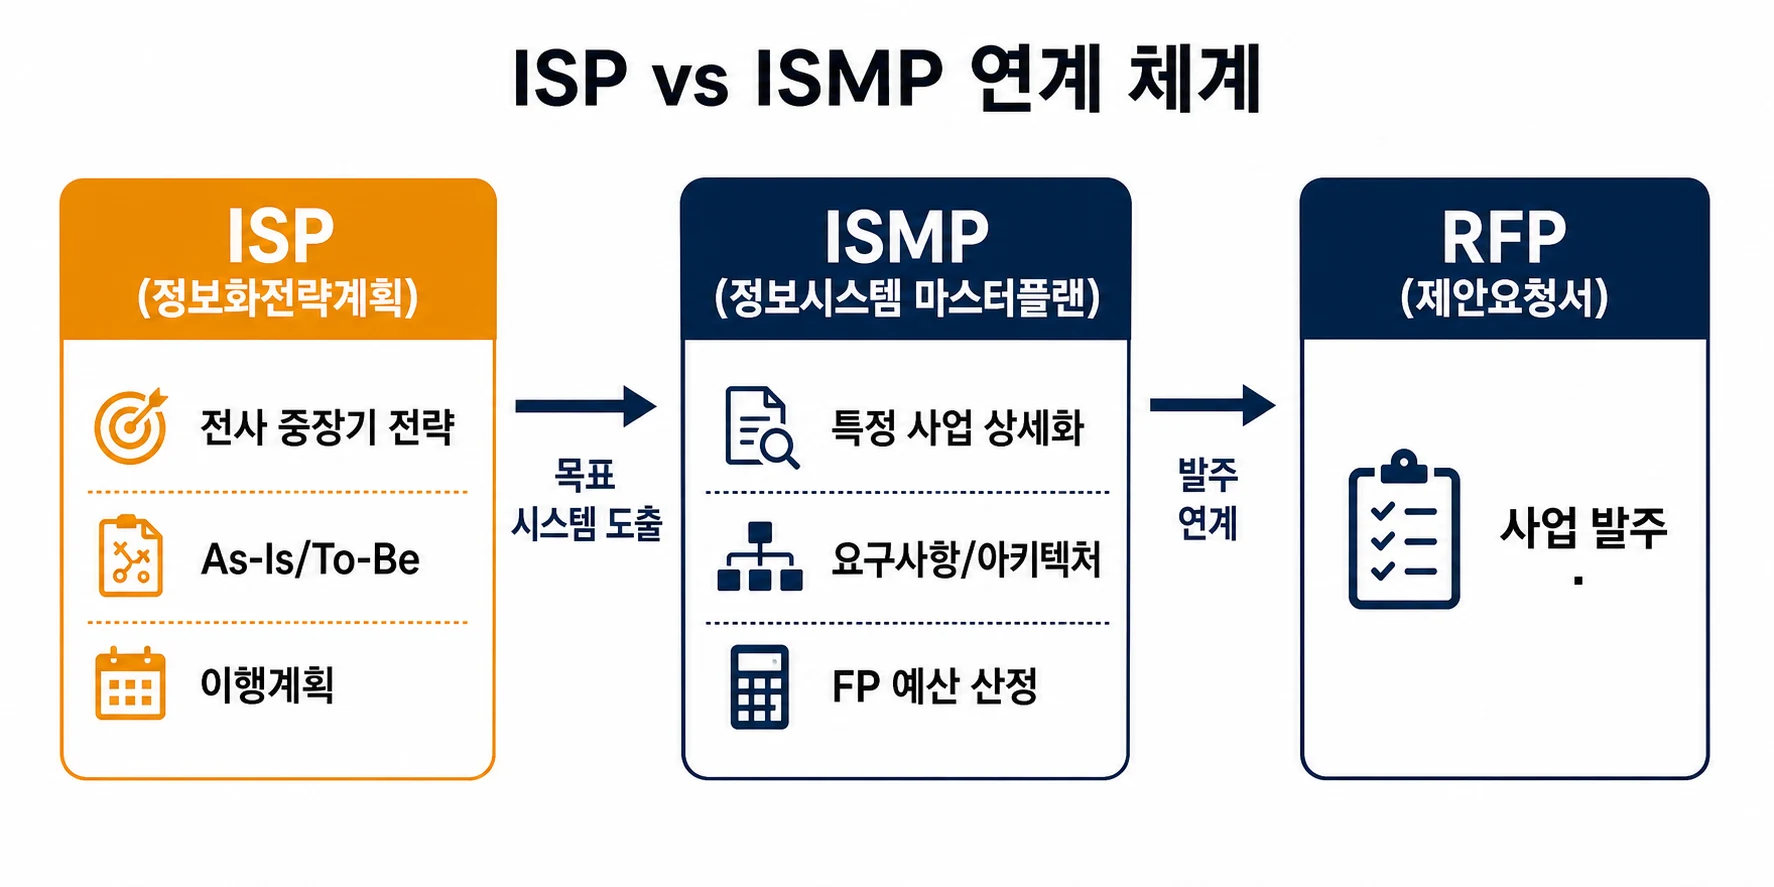 ISP vs ISMP 연계 체계
ISP
(정보화전략계획)
전사 중장기 전략
As-Is/To-Be
이행계획
목표
시스템 도출
ISMP
(정보시스템 마스터플랜)
특정 사업 상세화
요구사항/아키텍처
FP 예산 산정
발주
연계
RFP
(제안요청서)
사업 발주
.